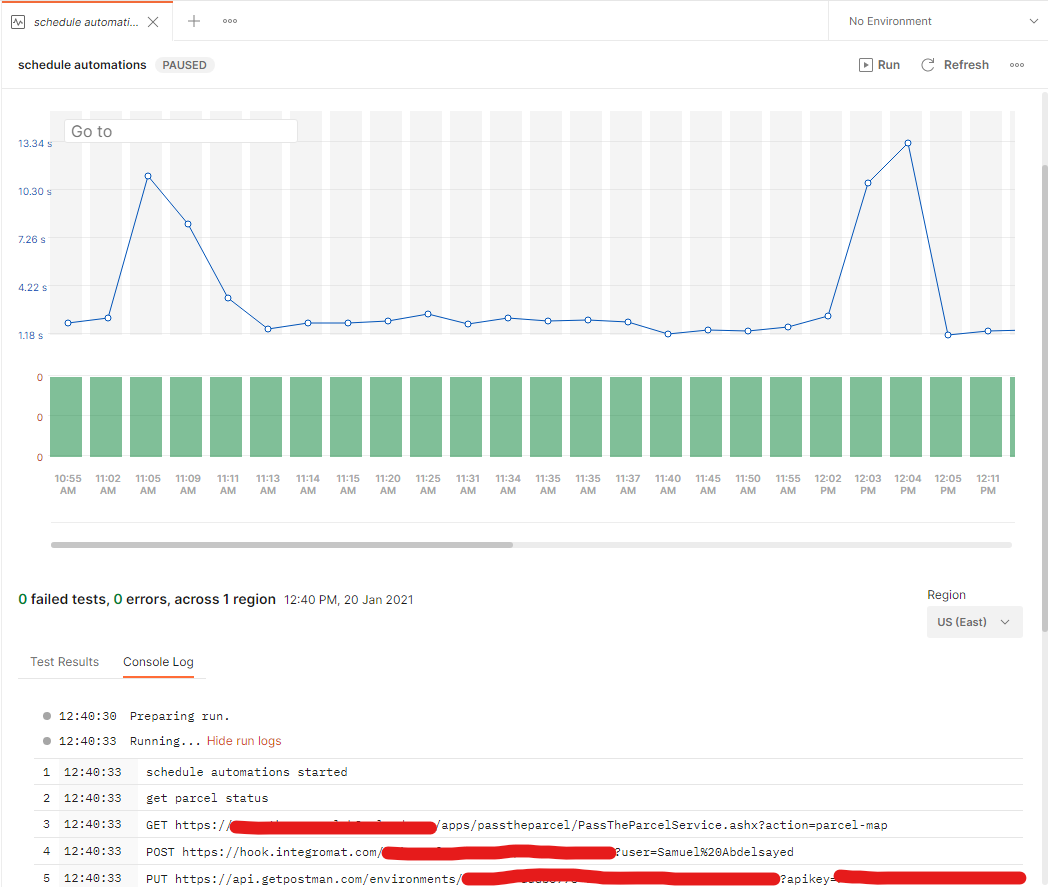 schedule automati...
No Environment
schedule automations PAUSED
Run Refresh
Go to
13.34 s
10.30 s
7.26 s
4.22 s
1.18 s
0
0
0
10:55 AM 11:02 AM 11:05 AM 11:09 AM 11:11 AM 11:13 AM 11:14 AM 11:15 AM 11:20 AM 11:25 AM 11:31 AM 11:34 AM 11:35 AM 11:35 AM 11:37 AM 11:40 AM 11:45 AM 11:50 AM 11:55 AM 12:02 PM 12:03 PM 12:04 PM 12:05 PM 12:11 PM
0 failed tests, 0 errors, across 1 region 12:40 PM, 20 Jan 2021
Region
US (East)
Test Results Console Log
12:40:30 Preparing run.
12:40:33 Running... Hide run logs
1 12:40:33 schedule automations started
2 12:40:33 get parcel status
3 12:40:33 GET https:// /apps/passtheparcel/PassTheParcelService.ashx?action=parcel-map
4 12:40:33 POST https://hook.integromat.com/ ?user=Samuel%20Abdelsayed
5 12:40:33 PUT https://api.getpostman.com/environments/ ?apikey=